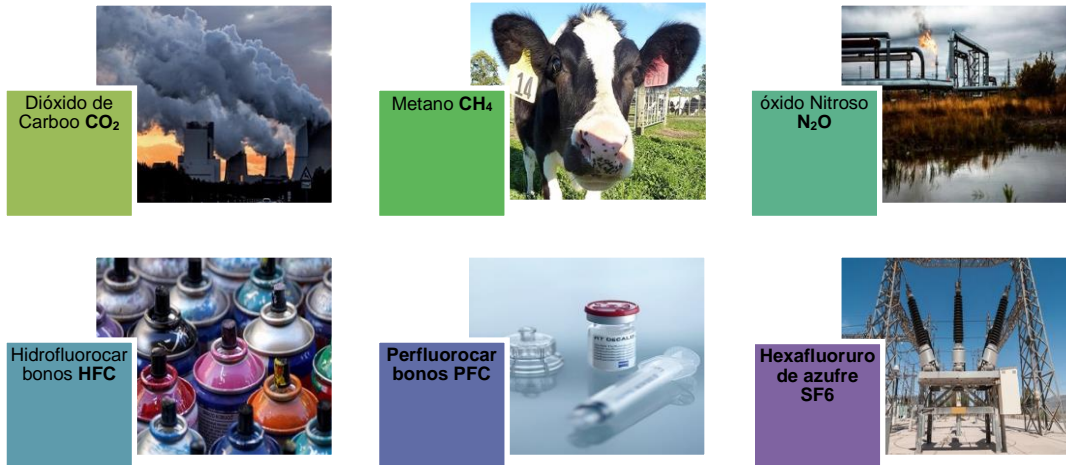 Dióxido de
Carboo CO₂
Metano CH₄
óxido Nitroso
N₂O
14
Hidrofluorocar
bonos HFC
Perfluorocar
bonos PFC
Hexafluoruro
de azufre
SF6